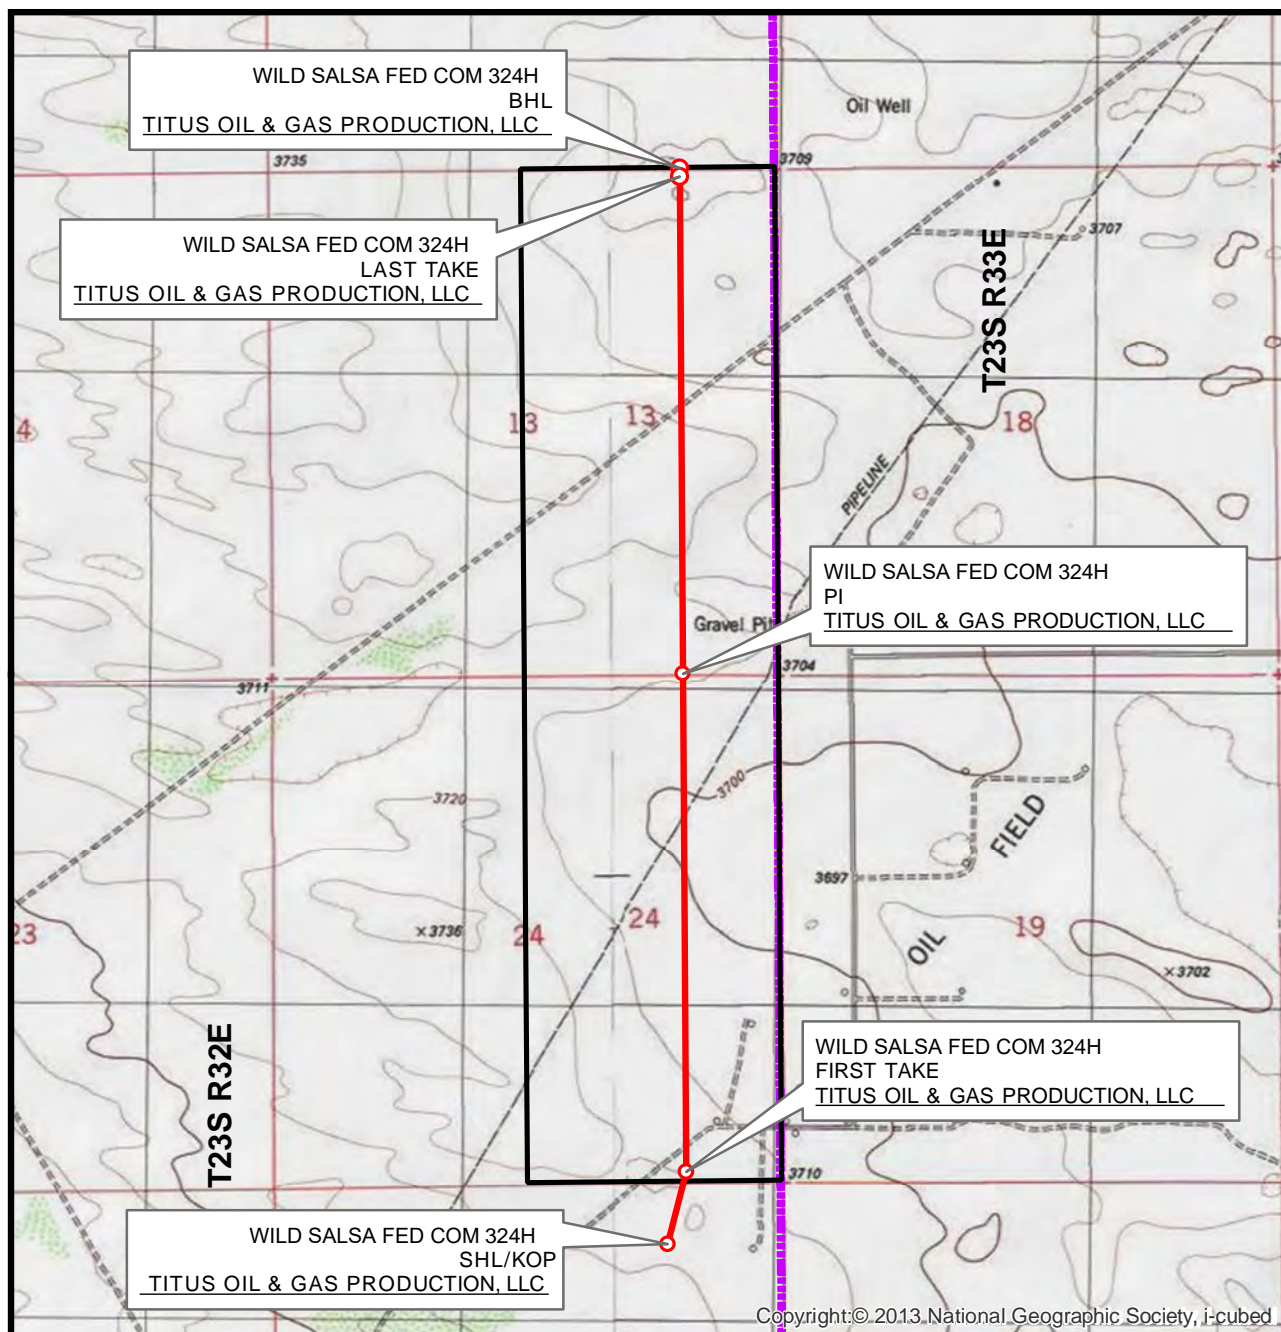 WILD SALSA FED COM 324H
BHL
TITUS OIL & GAS PRODUCTION, LLC
Oil Well
3735
3709
WILD SALSA FED COM 324H
LAST TAKE
TITUS OIL & GAS PRODUCTION, LLC
3707
T23S R33E
4
13
13
18
PIPELINE
WILD SALSA FED COM 324H
PI
TITUS OIL & GAS PRODUCTION, LLC
Gravel Pit
3704
3711
3700
3720
FIELD
3697
23
×3736
24
24
19
OIL
×3702
T23S R32E
WILD SALSA FED COM 324H
FIRST TAKE
TITUS OIL & GAS PRODUCTION, LLC
3710
WILD SALSA FED COM 324H
SHL/KOP
TITUS OIL & GAS PRODUCTION, LLC
Copyright:© 2013 National Geographic Society, i-cubed